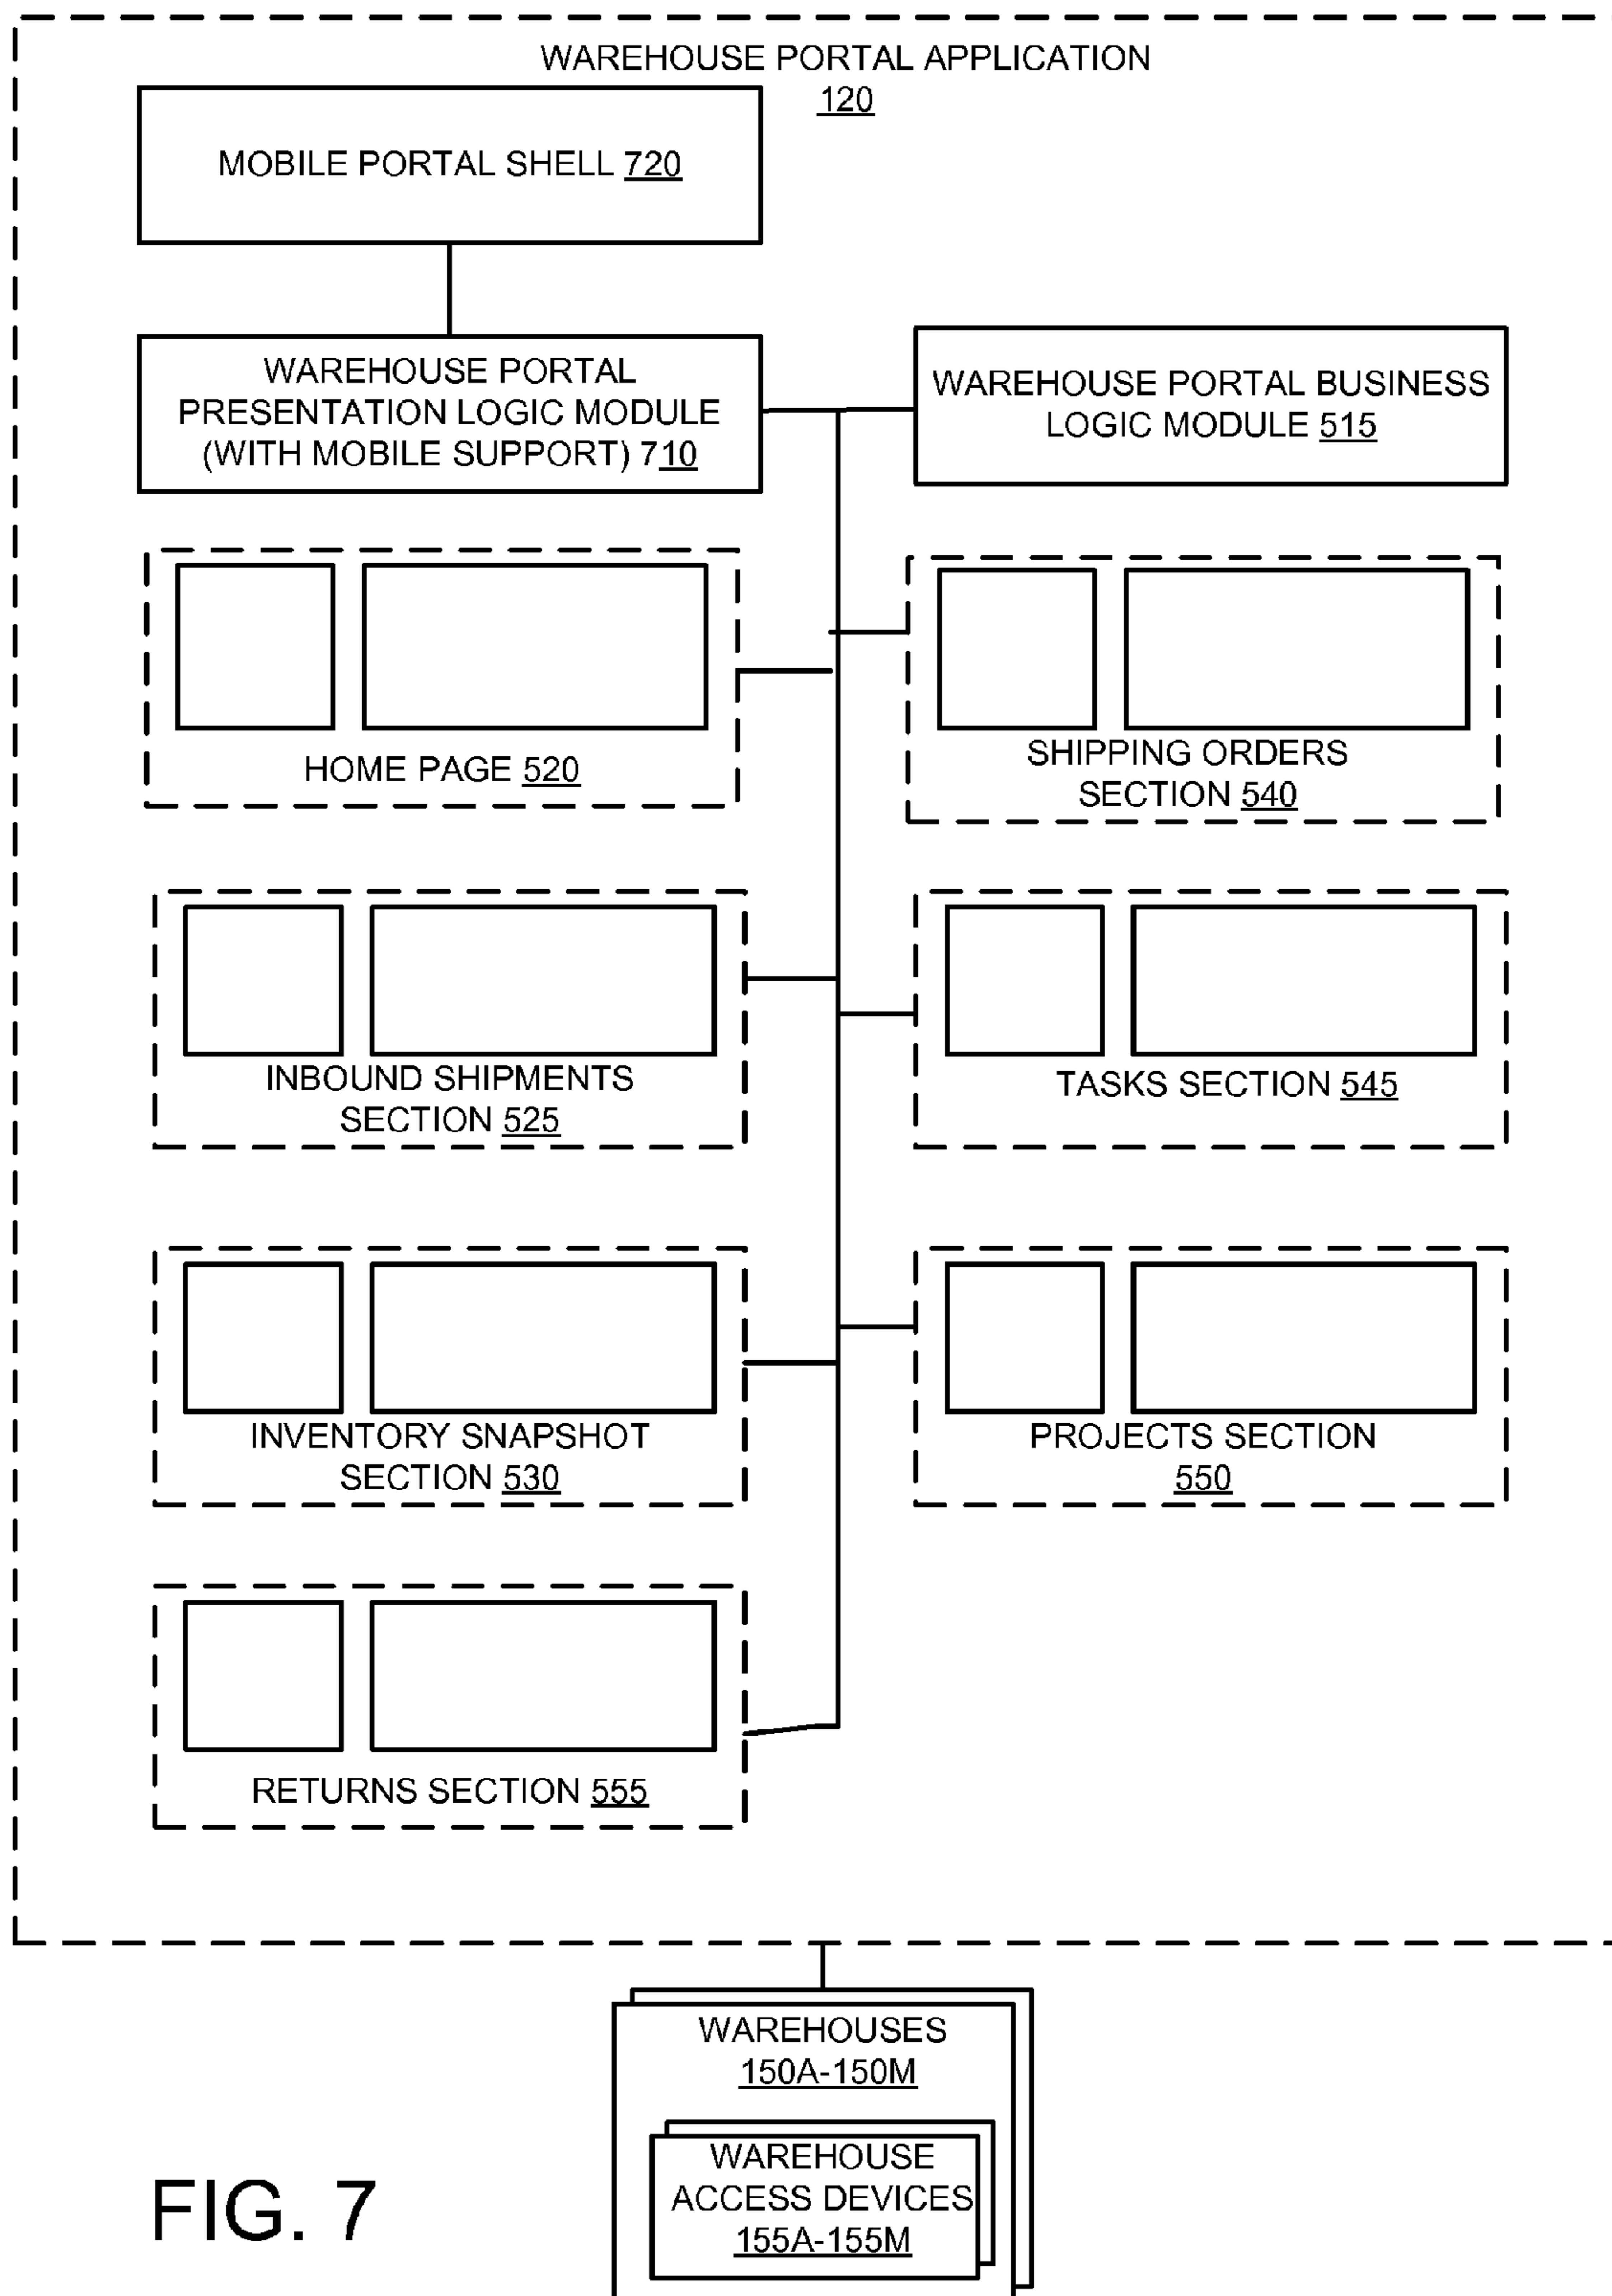 WAREHOUSE PORTAL APPLICATION
120
MOBILE PORTAL SHELL 720
WAREHOUSE PORTAL
PRESENTATION LOGIC MODULE
(WITH MOBILE SUPPORT) 710
WAREHOUSE PORTAL BUSINESS
LOGIC MODULE 515
HOME PAGE 520
SHIPPING ORDERS
SECTION 540
INBOUND SHIPMENTS
SECTION 525
TASKS SECTION 545
INVENTORY SNAPSHOT
SECTION 530
PROJECTS SECTION
550
RETURNS SECTION 555
WAREHOUSES
150A-150M
WAREHOUSE
ACCESS DEVICES
155A-155M
FIG. 7